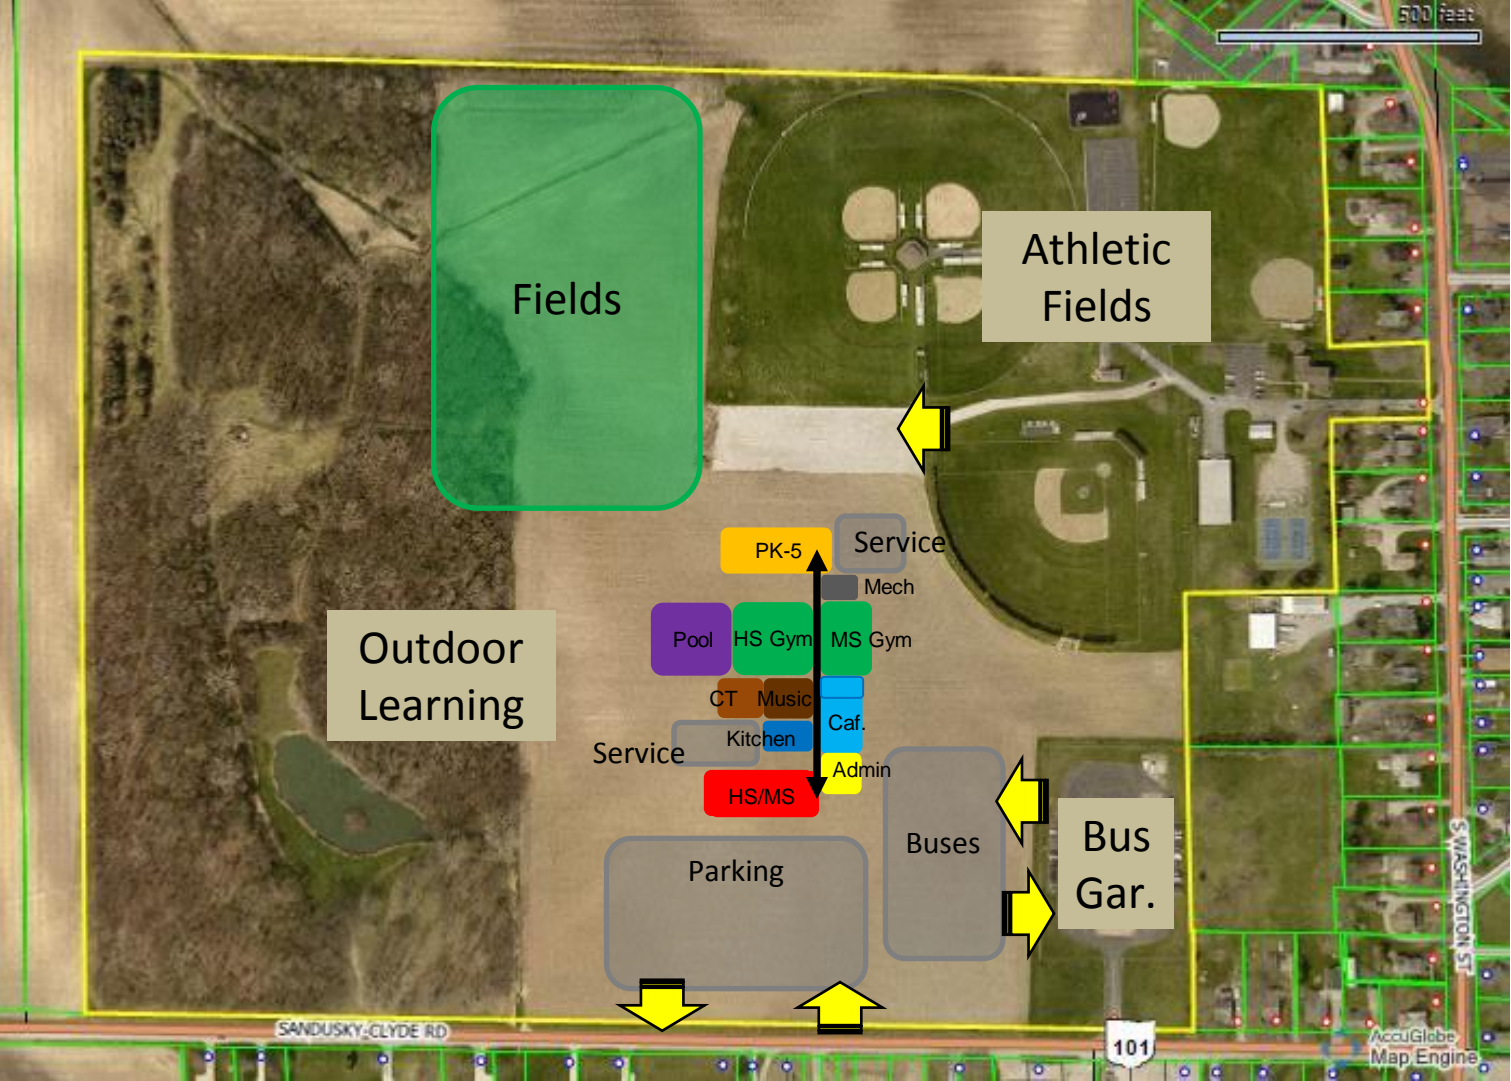 500 feet
Athletic
Fields
Fields
PK-5
Service
Mech
Pool
HS Gym
MS Gym
CT
Music
Caf.
Kitchen
Service
Admin
HS/MS
Outdoor
Learning
Buses
Parking
Bus
Gar.
S WASHINGTON ST
SANDUSKY-CLYDE RD
101
AccuGlobe
Map Engine